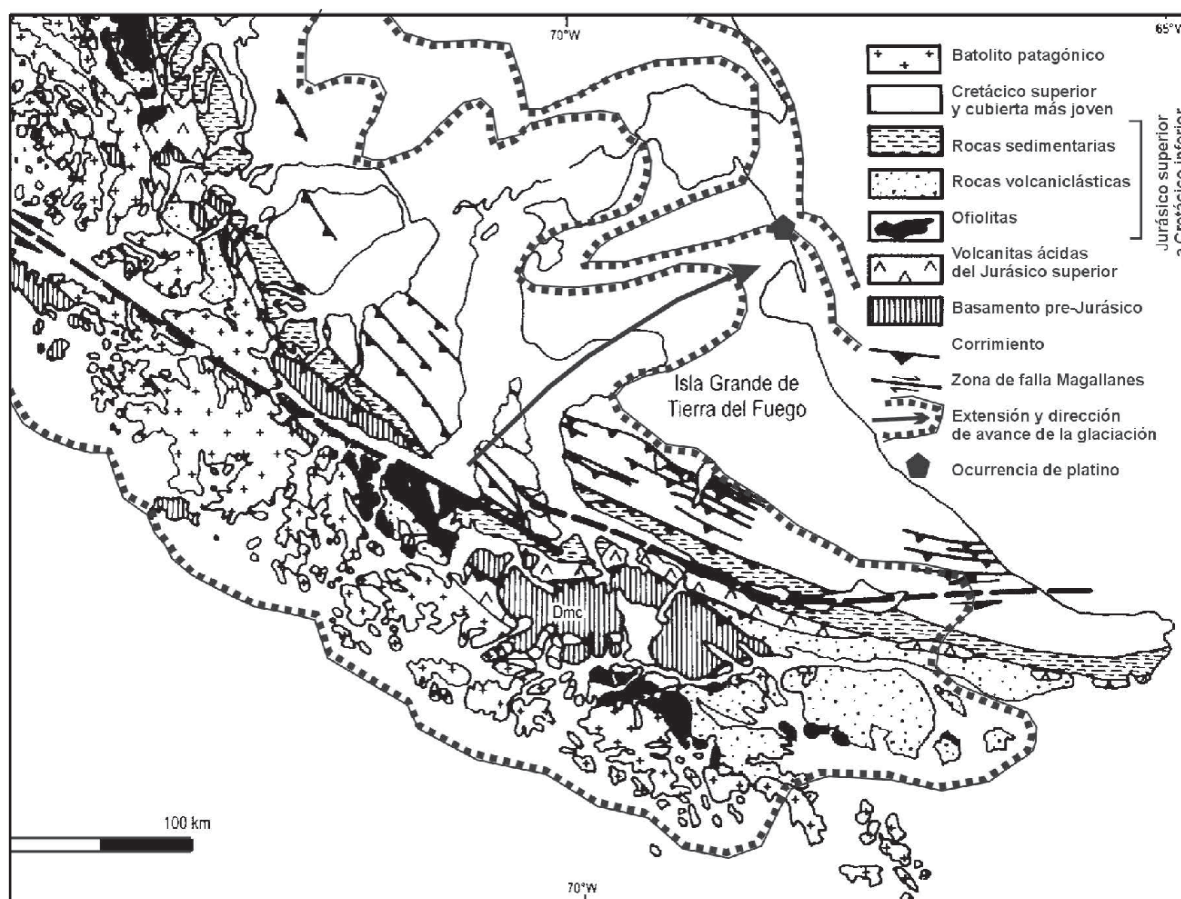 70°W
65°W
Batolito patagónico
Cretácico superior
y cubierta más joven
Rocas sedimentarias
Rocas volcaniclásticas
Ofiolitas
Jurásico superior
a Cretácico inferior
Volcanitas ácidas
del Jurásico superior
Basamento pre-Jurásico
Corrimiento
Zona de falla Magallanes
Extensión y dirección
de avance de la glaciación
Ocurrencia de platino
Isla Grande de
Tierra del Fuego
Dmc
100 km
70°W